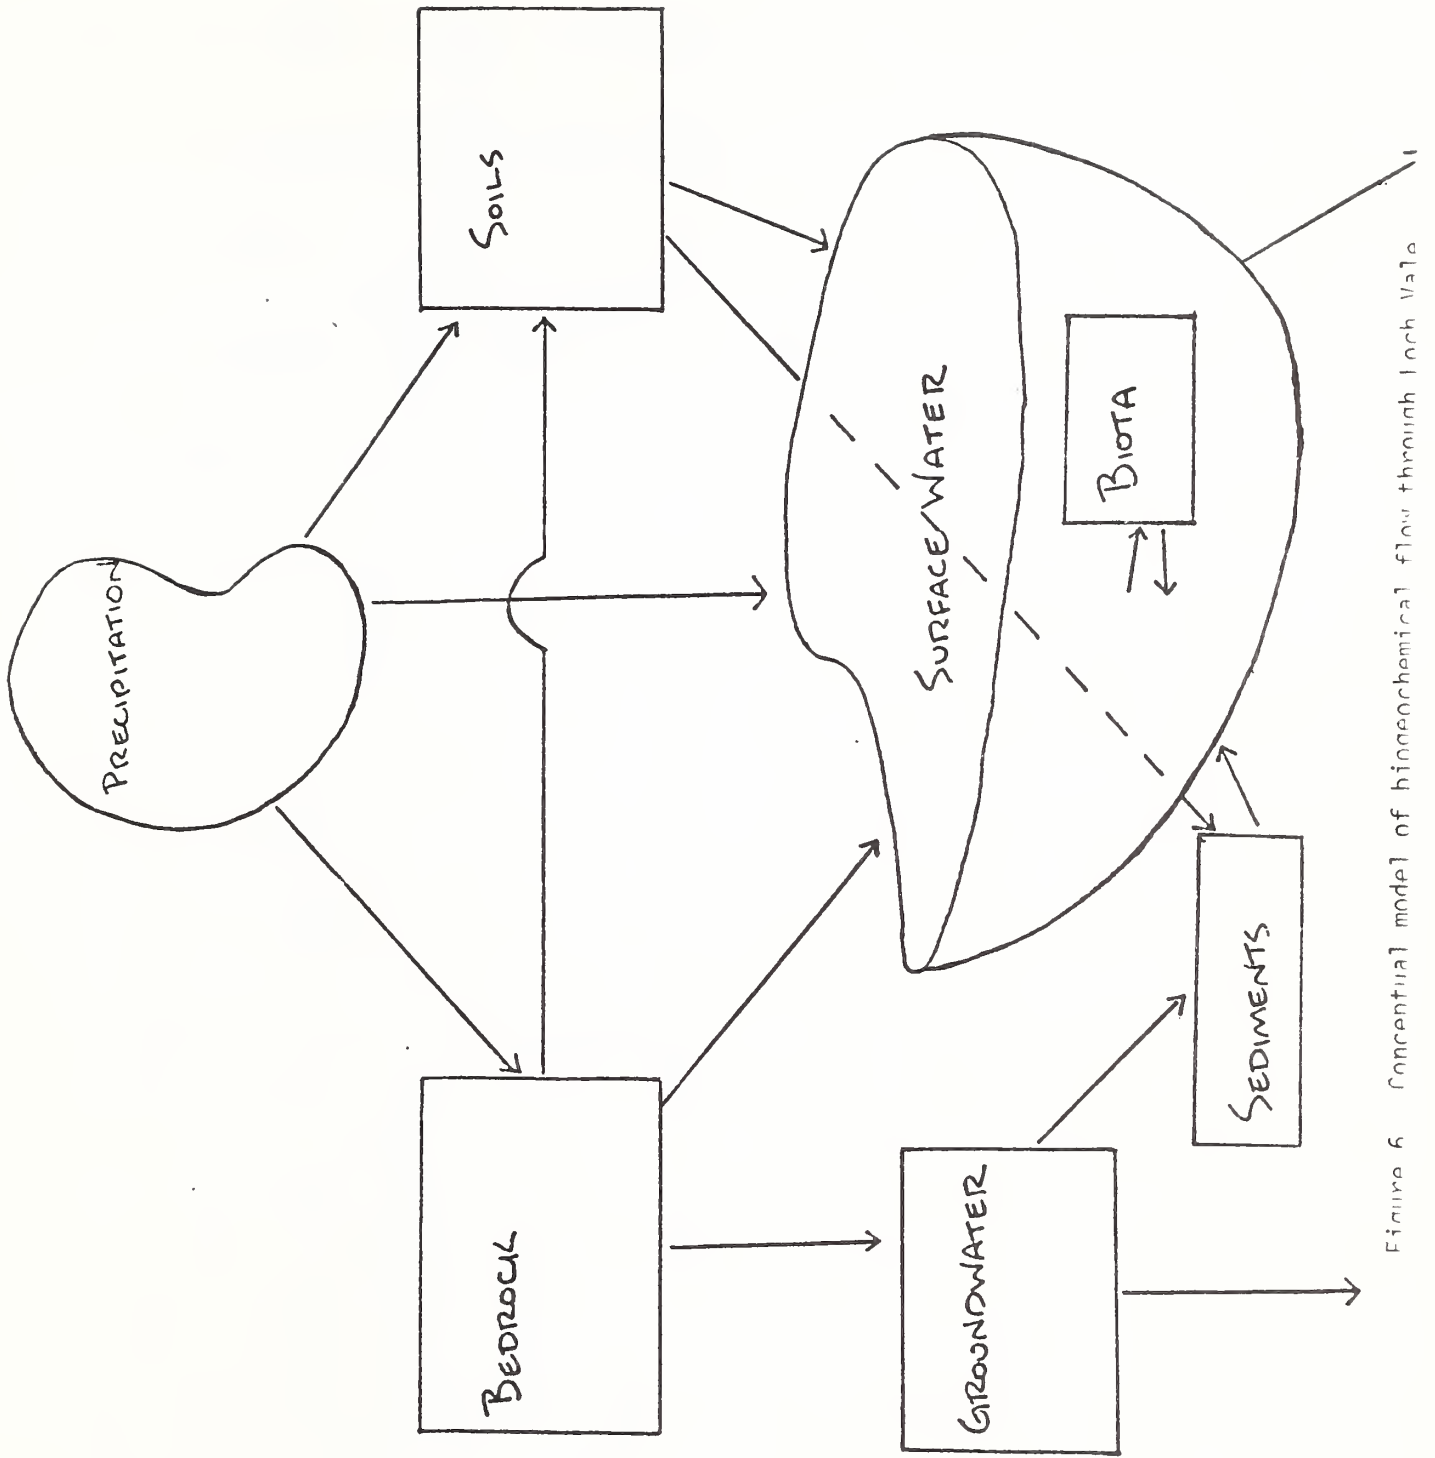 PRECIPITATION
BEDROCK
SOILS
SURFACE WATER
BIOTA
GROUNDWATER
SEDIMENTS
Figure 6 Conceptual model of biogeochemical flow through Loch Vale